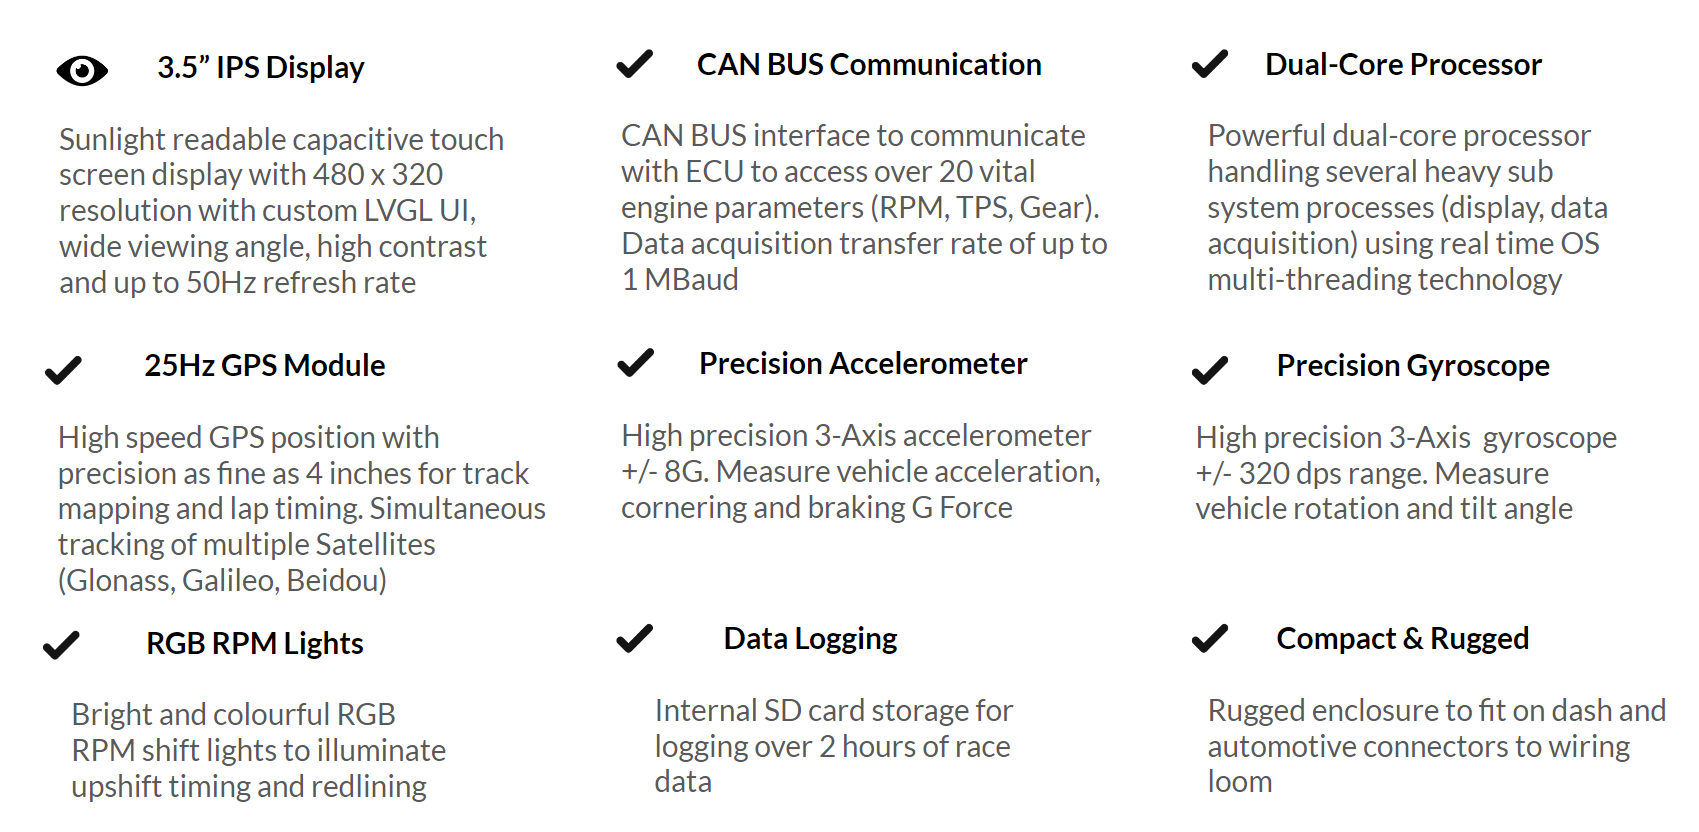 3.5” IPS Display
Sunlight readable capacitive touch
screen display with 480 x 320
resolution with custom LVGL UI,
wide viewing angle, high contrast
and up to 50Hz refresh rate
CAN BUS Communication
CAN BUS interface to communicate
with ECU to access over 20 vital
engine parameters (RPM, TPS, Gear).
Data acquisition transfer rate of up to
1 MBaud
Dual-Core Processor
Powerful dual-core processor
handling several heavy sub
system processes (display, data
acquisition) using real time OS
multi-threading technology
25Hz GPS Module
High speed GPS position with
precision as fine as 4 inches for track
mapping and lap timing. Simultaneous
tracking of multiple Satellites
(Glonass, Galileo, Beidou)
Precision Accelerometer
High precision 3-Axis accelerometer
+/- 8G. Measure vehicle acceleration,
cornering and braking G Force
Precision Gyroscope
High precision 3-Axis  gyroscope
+/- 320 dps range. Measure
vehicle rotation and tilt angle
RGB RPM Lights
Bright and colourful RGB
RPM shift lights to illuminate
upshift timing and redlining
Data Logging
Internal SD card storage for
logging over 2 hours of race
data
Compact & Rugged
Rugged enclosure to fit on dash and
automotive connectors to wiring
loom